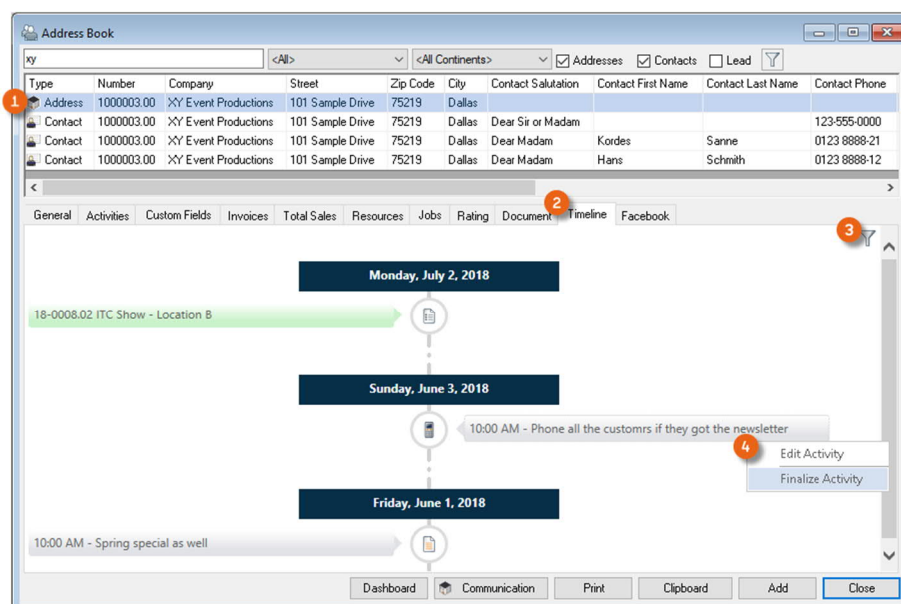 Address Book
xy <All> <All Continents> Addresses Contacts Lead
Type Number Company Street Zip Code City Contact Salutation Contact First Name Contact Last Name Contact Phone
1 Address 1000003.00 XY Event Productions 101 Sample Drive 75219 Dallas
Contact 1000003.00 XY Event Productions 101 Sample Drive 75219 Dallas Dear Sir or Madam 123-555-0000
Contact 1000003.00 XY Event Productions 101 Sample Drive 75219 Dallas Dear Madam Kordes Sanne 0123 8888-21
Contact 1000003.00 XY Event Productions 101 Sample Drive 75219 Dallas Dear Madam Hans Schmith 0123 8888-12
2
General Activities Custom Fields Invoices Total Sales Resources Jobs Rating Document Timeline Facebook
3
Monday, July 2, 2018
18-0008.02 ITC Show - Location B
Sunday, June 3, 2018
10:00 AM - Phone all the customrs if they got the newsletter
4
Edit Activity
Finalize Activity
Friday, June 1, 2018
10:00 AM - Spring special as well
Dashboard Communication Print Clipboard Add Close